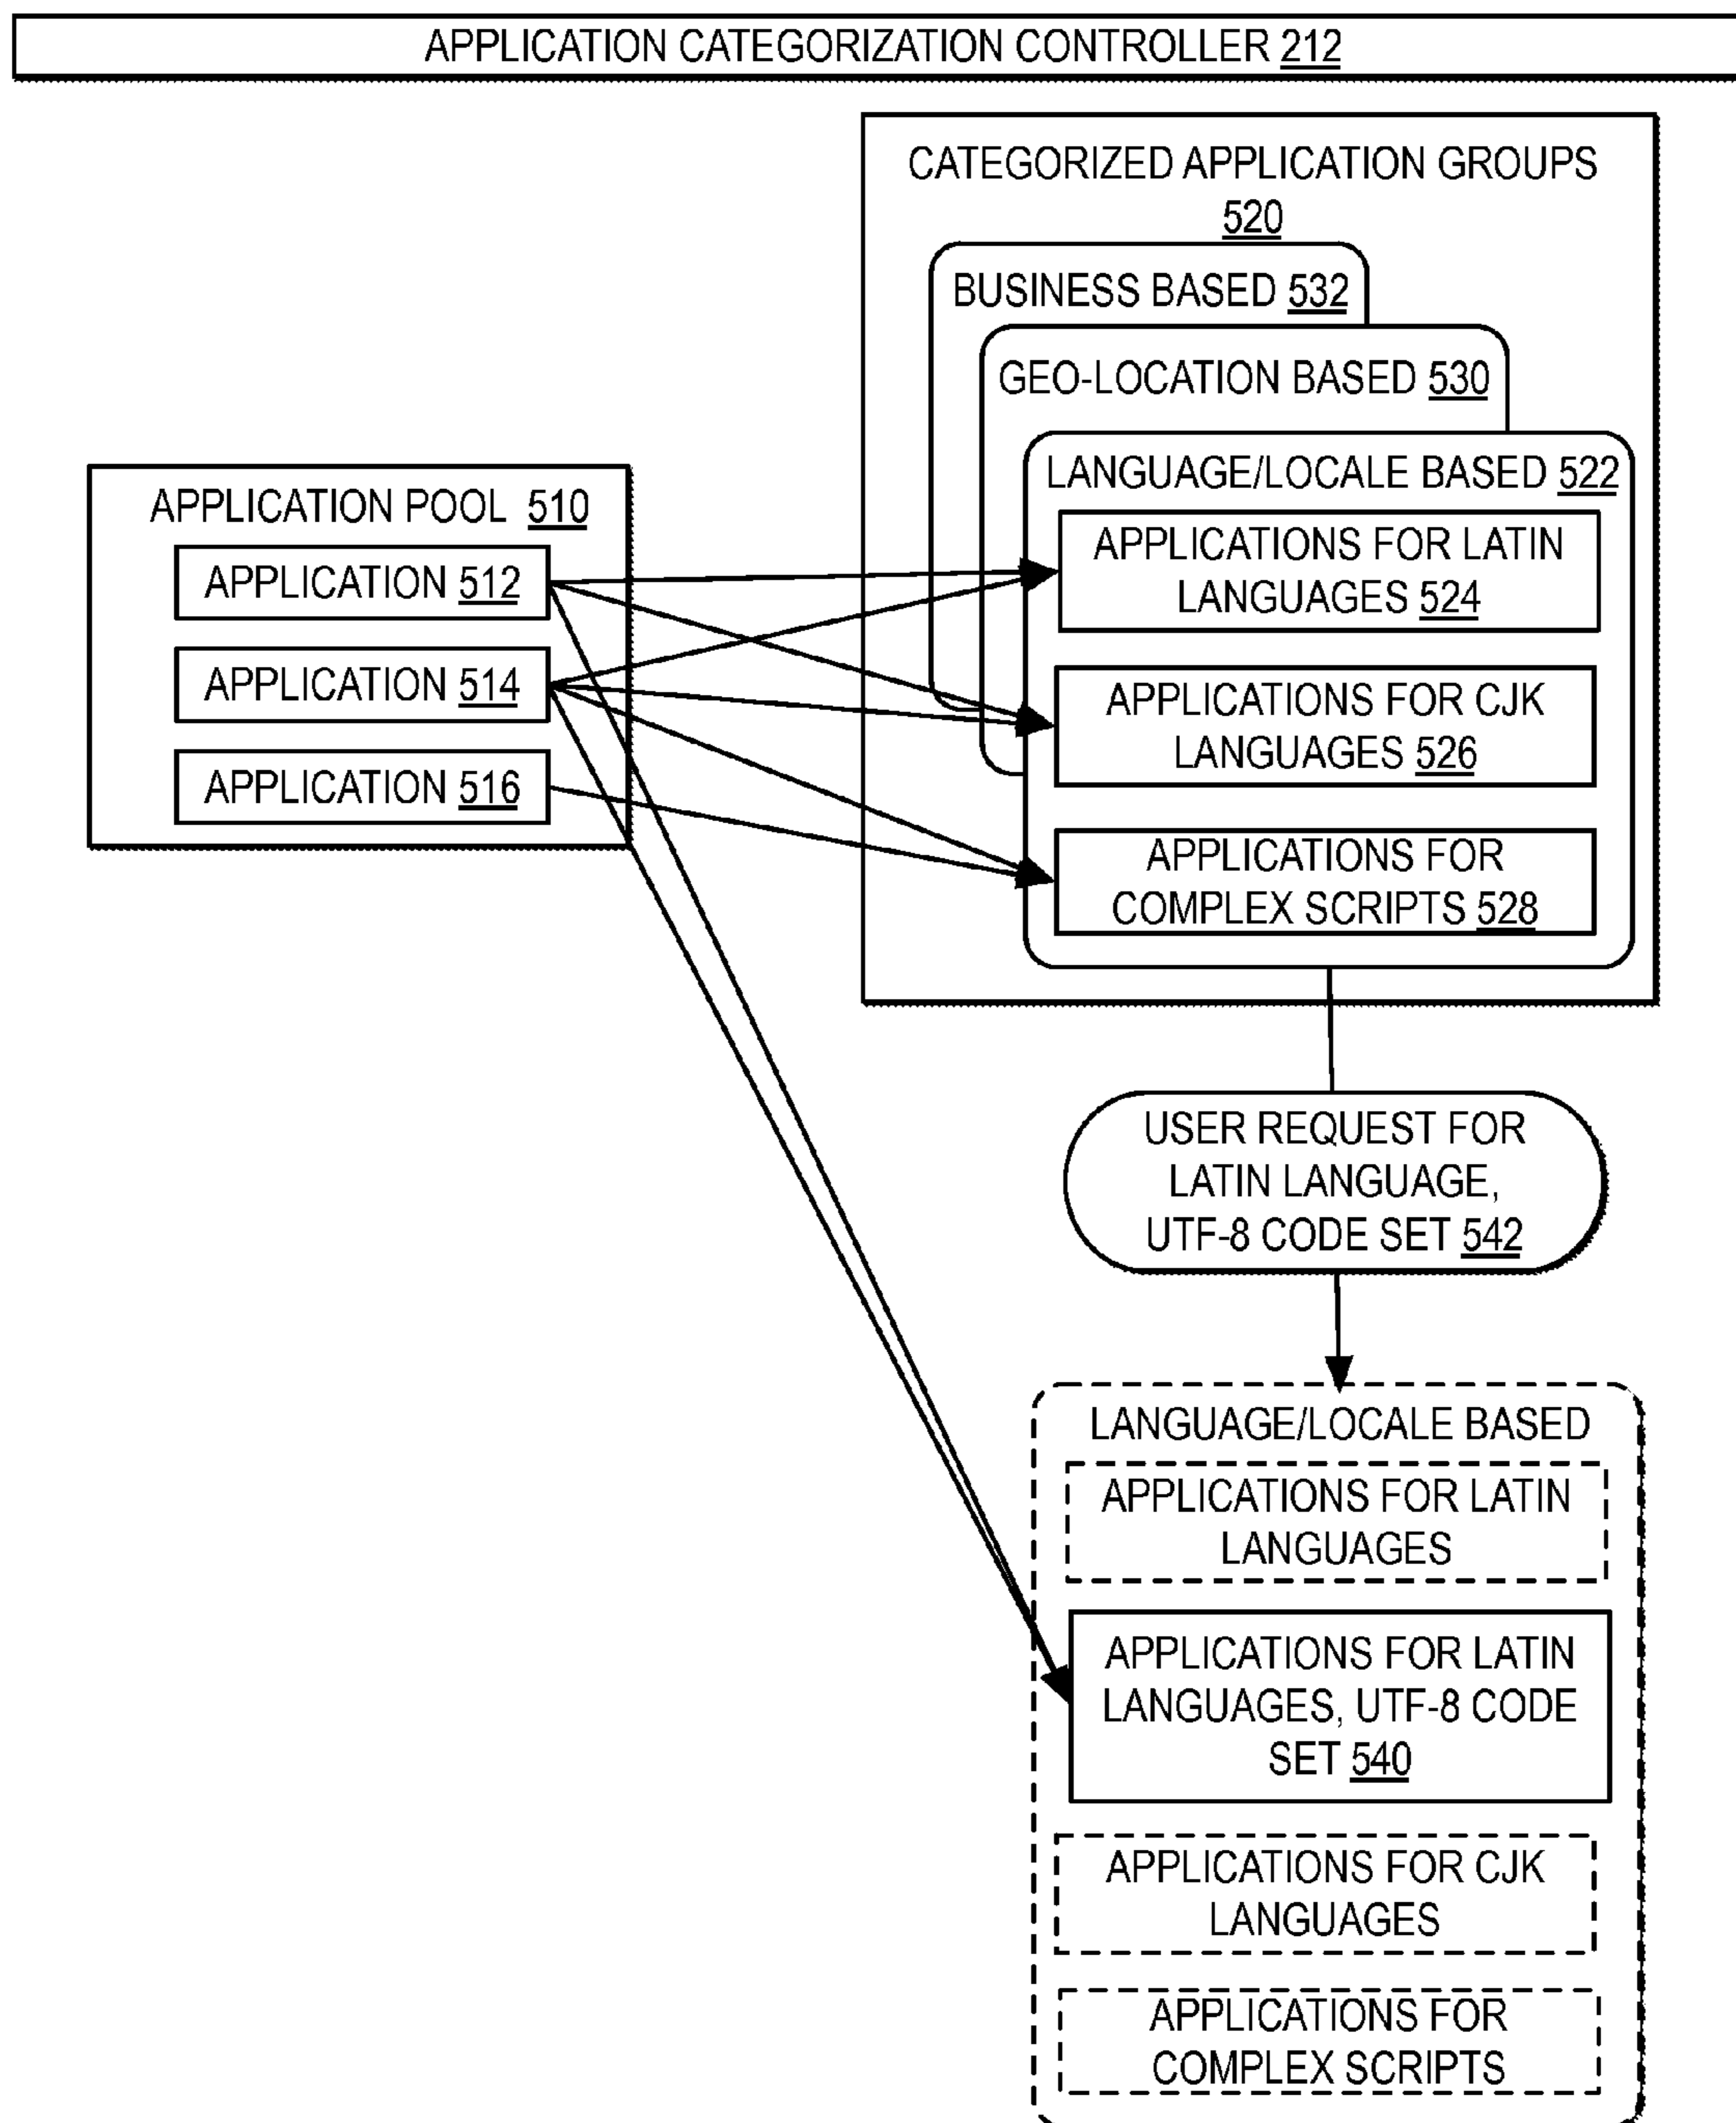 APPLICATION CATEGORIZATION CONTROLLER 212
CATEGORIZED APPLICATION GROUPS
520
BUSINESS BASED 532
GEO-LOCATION BASED 530
LANGUAGE/LOCALE BASED 522
APPLICATIONS FOR LATIN
LANGUAGES 524
APPLICATIONS FOR CJK
LANGUAGES 526
APPLICATIONS FOR
COMPLEX SCRIPTS 528
APPLICATION POOL 510
APPLICATION 512
APPLICATION 514
APPLICATION 516
USER REQUEST FOR
LATIN LANGUAGE,
UTF-8 CODE SET 542
LANGUAGE/LOCALE BASED
APPLICATIONS FOR LATIN
LANGUAGES
APPLICATIONS FOR LATIN
LANGUAGES, UTF-8 CODE
SET 540
APPLICATIONS FOR CJK
LANGUAGES
APPLICATIONS FOR
COMPLEX SCRIPTS